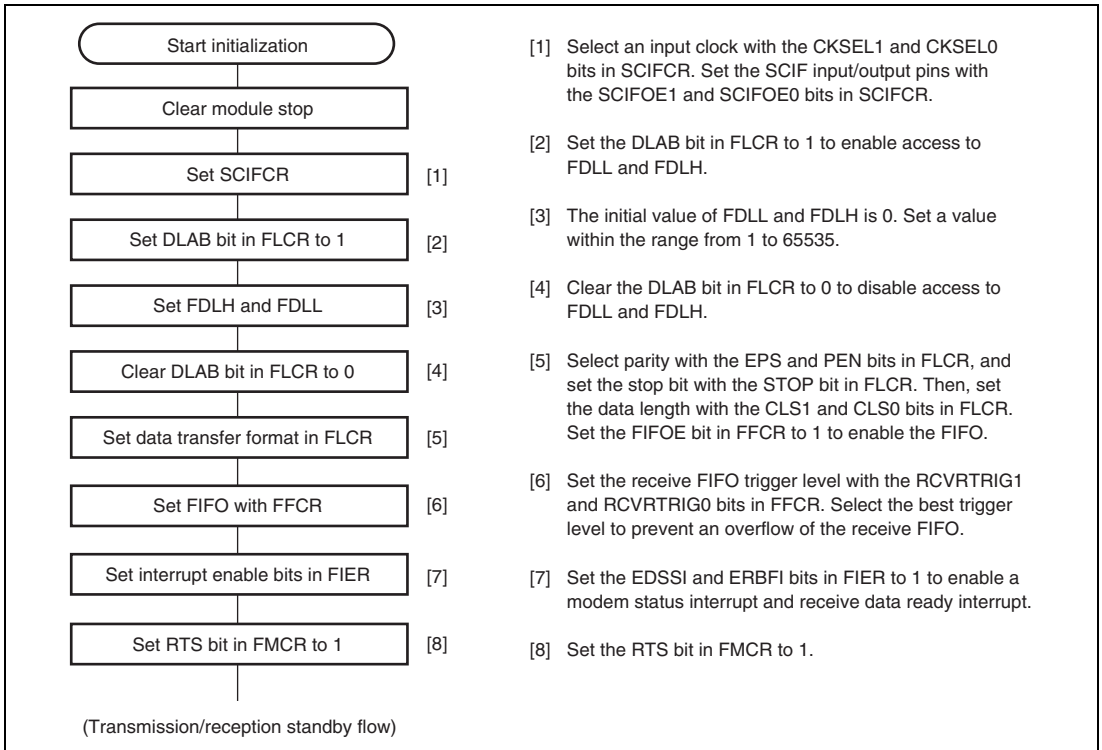 Start initialization
Clear module stop
Set SCIFCR
[1]
Set DLAB bit in FLCR to 1
[2]
Set FDLH and FDLL
[3]
Clear DLAB bit in FLCR to 0
[4]
Set data transfer format in FLCR
[5]
Set FIFO with FFCR
[6]
Set interrupt enable bits in FIER
[7]
Set RTS bit in FMCR to 1
[8]
(Transmission/reception standby flow)
[1] Select an input clock with the CKSEL1 and CKSEL0
bits in SCIFCR. Set the SCIF input/output pins with
the SCIFOE1 and SCIFOE0 bits in SCIFCR.
[2] Set the DLAB bit in FLCR to 1 to enable access to
FDLL and FDLH.
[3] The initial value of FDLL and FDLH is 0. Set a value
within the range from 1 to 65535.
[4] Clear the DLAB bit in FLCR to 0 to disable access to
FDLL and FDLH.
[5] Select parity with the EPS and PEN bits in FLCR, and
set the stop bit with the STOP bit in FLCR. Then, set
the data length with the CLS1 and CLS0 bits in FLCR.
Set the FIFOE bit in FFCR to 1 to enable the FIFO.
[6] Set the receive FIFO trigger level with the RCVRTRIG1
and RCVRTRIG0 bits in FFCR. Select the best trigger
level to prevent an overflow of the receive FIFO.
[7] Set the EDSSI and ERBFI bits in FIER to 1 to enable a
modem status interrupt and receive data ready interrupt.
[8] Set the RTS bit in FMCR to 1.